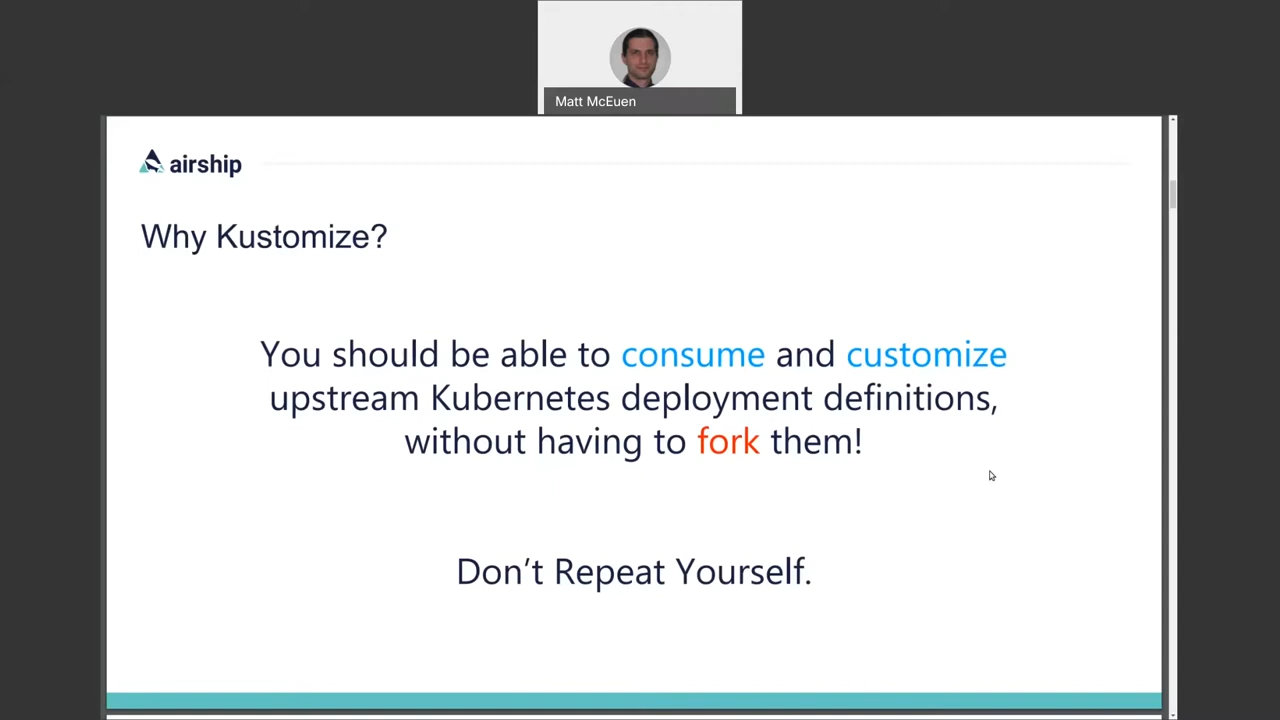 Matt McEuen
airship
Why Kustomize?
You should be able to consume and customize
upstream Kubernetes deployment definitions,
without having to fork them!
Don’t Repeat Yourself.